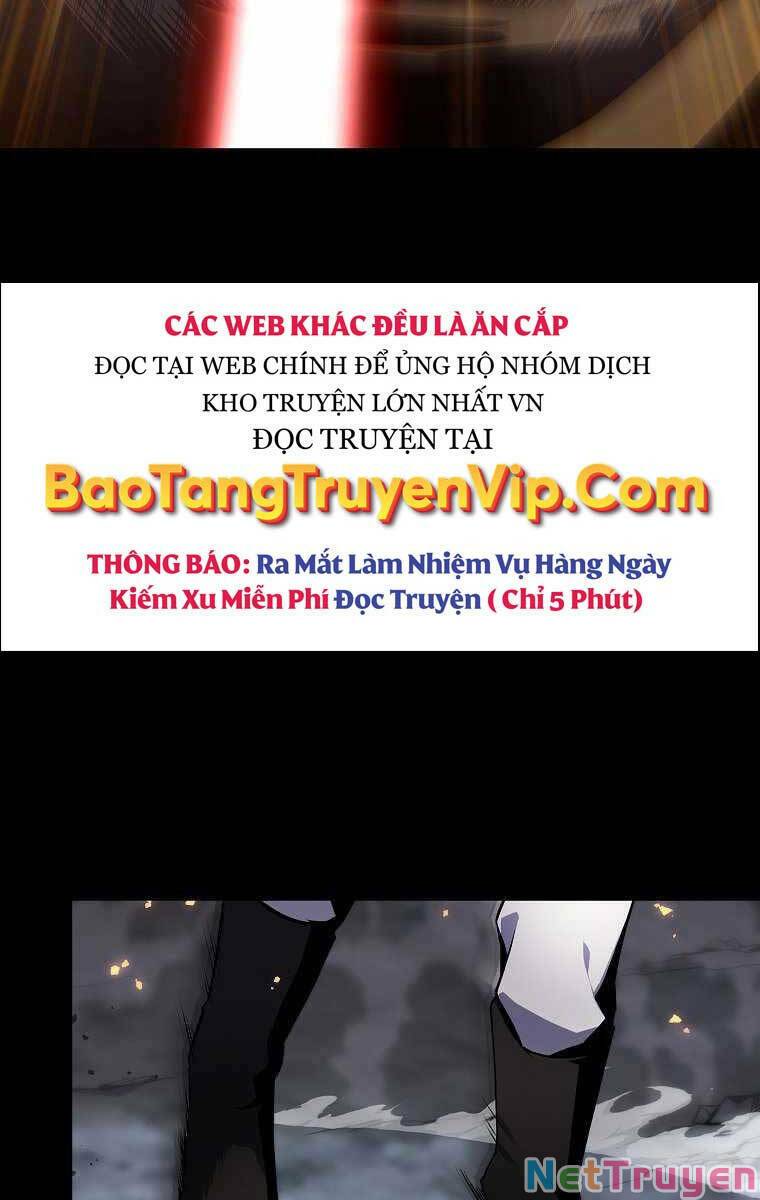 CÁC WEB KHÁC ĐỀU LÀ ĂN CẮP
ĐỌC TẠI WEB CHÍNH ĐỂ ỦNG HỘ NHÓM DỊCH
KHO TRUYỆN LỚN NHẤT VN
ĐỌC TRUYỆN TẠI
BaoTangTruyenVip.Com
THÔNG BÁO: Ra Mắt Làm Nhiệm Vụ Hàng Ngày
Kiếm Xu Miễn Phí Đọc Truyện ( Chỉ 5 Phút)
NetTruyen